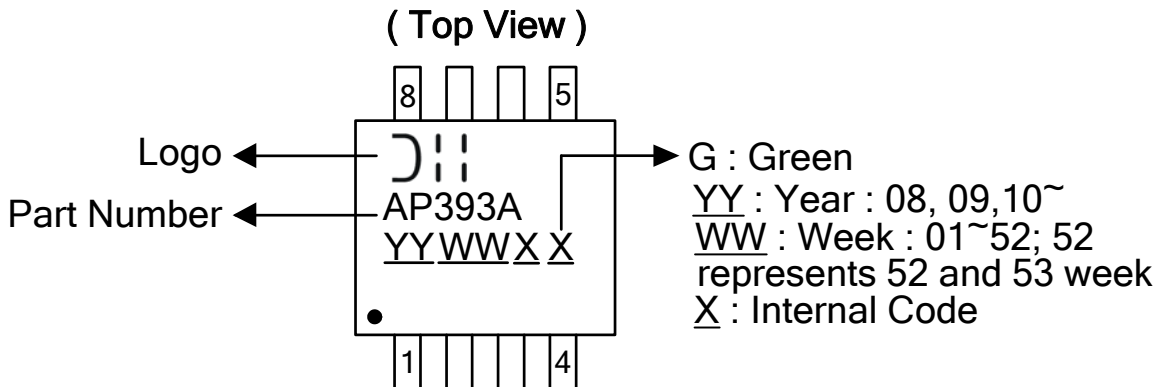 ( Top View )
8 5
Logo
G : Green
Part Number
AP393A
YY : Year : 08, 09,10~
YYWWX X
WW : Week : 01~52; 52
represents 52 and 53 week
X : Internal Code
1 4